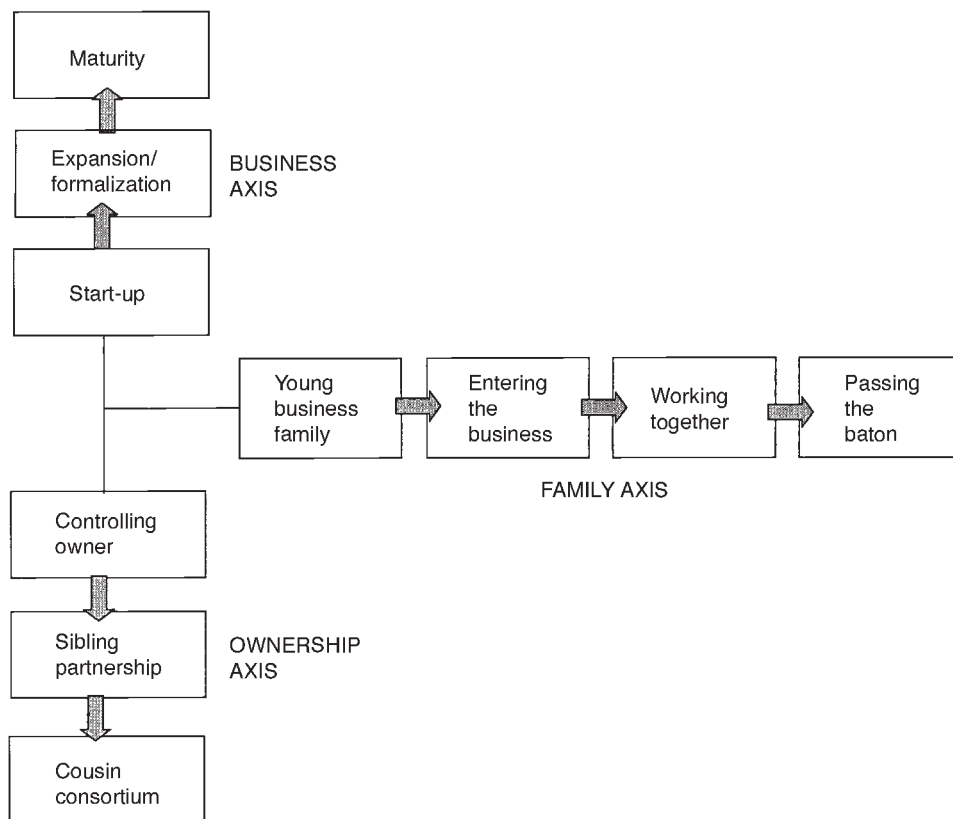 Maturity
Expansion/
formalization
BUSINESS
AXIS
Start-up
Young
business
family
Entering
the
business
Working
together
Passing
the
baton
FAMILY AXIS
Controlling
owner
Sibling
partnership
OWNERSHIP
AXIS
Cousin
consortium